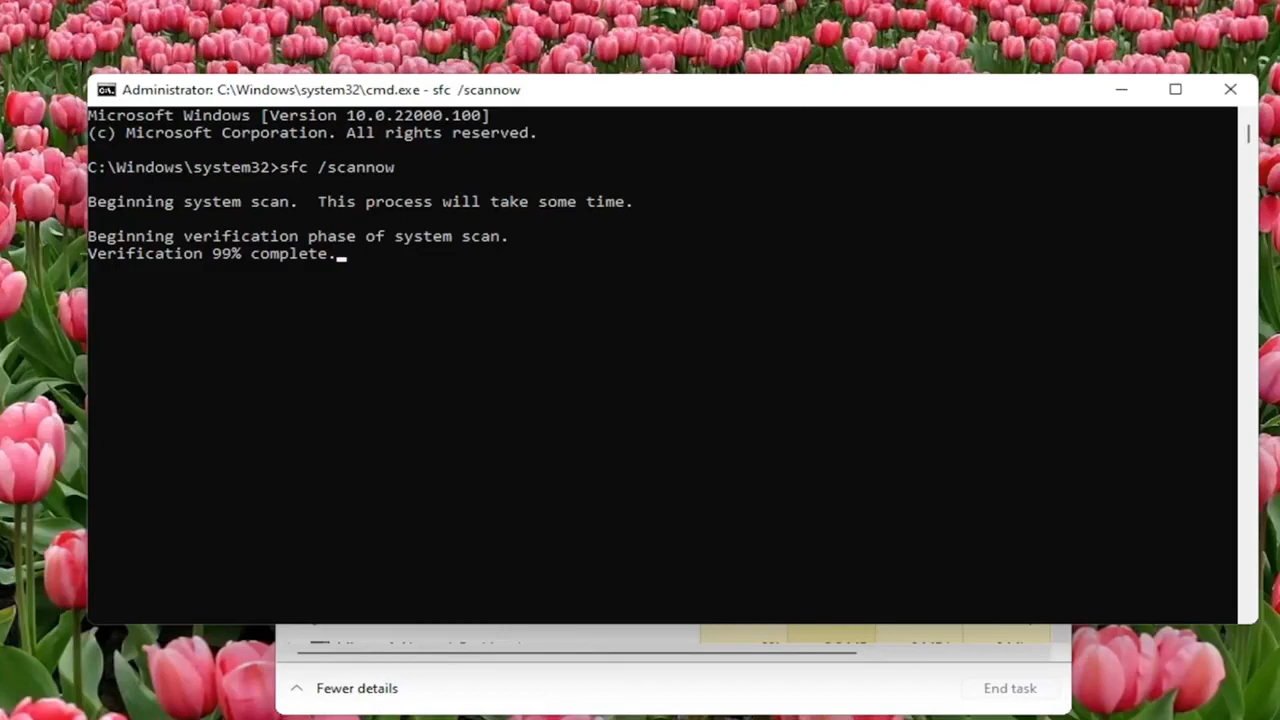 Administrator: C:\Windows\system32\cmd.exe - sfc  /scannow
Microsoft Windows [Version 10.0.22000.100]
(c) Microsoft Corporation. All rights reserved.
C:\Windows\system32>sfc /scannow
Beginning system scan.  This process will take some time.
Beginning verification phase of system scan.
Verification 99% complete.
Fewer details
End task